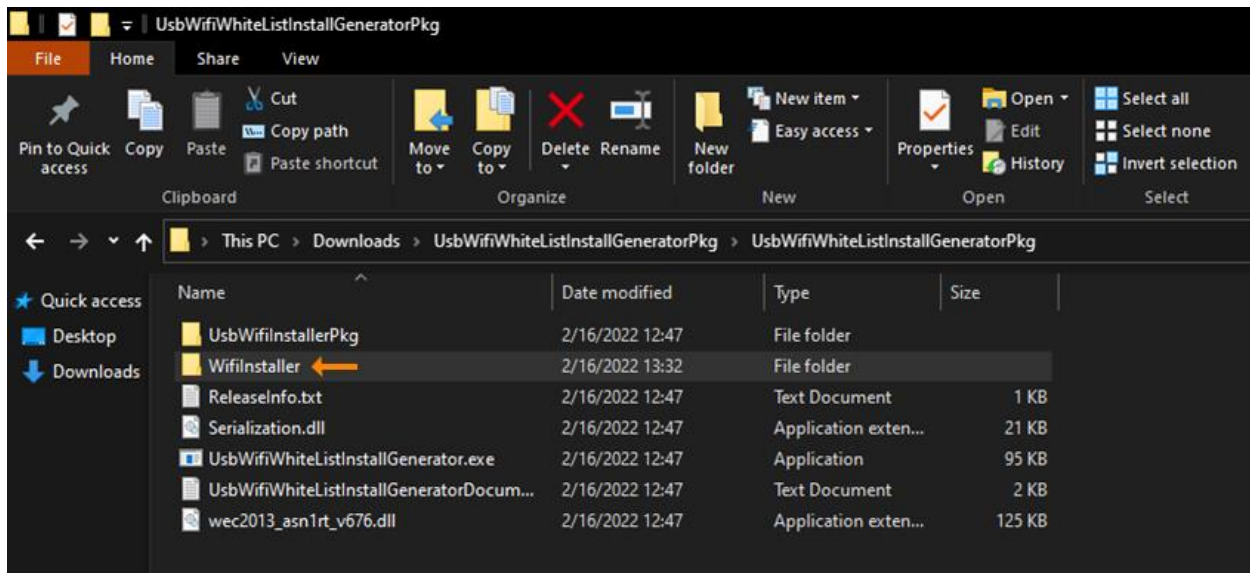 UsbWifiWhiteListInstallGeneratorPkg
File Home Share View
Pin to Quick access
Copy
Paste
Cut
Copy path
Paste shortcut
Clipboard
Move to
Copy to
Delete
Rename
Organize
New folder
New item
Easy access
New
Properties
Open
Edit
History
Open
Select all
Select none
Invert selection
Select
This PC > Downloads > UsbWifiWhiteListInstallGeneratorPkg > UsbWifiWhiteListInstallGeneratorPkg
Quick access
Desktop
Downloads
Name Date modified Type Size
UsbWifiInstallerPkg 2/16/2022 12:47 File folder
WifiInstaller 2/16/2022 13:32 File folder
ReleaseInfo.txt 2/16/2022 12:47 Text Document 1 KB
Serialization.dll 2/16/2022 12:47 Application exten... 21 KB
UsbWifiWhiteListInstallGenerator.exe 2/16/2022 12:47 Application 95 KB
UsbWifiWhiteListInstallGeneratorDocum... 2/16/2022 12:47 Text Document 2 KB
wec2013_asn1rt_v676.dll 2/16/2022 12:47 Application exten... 125 KB